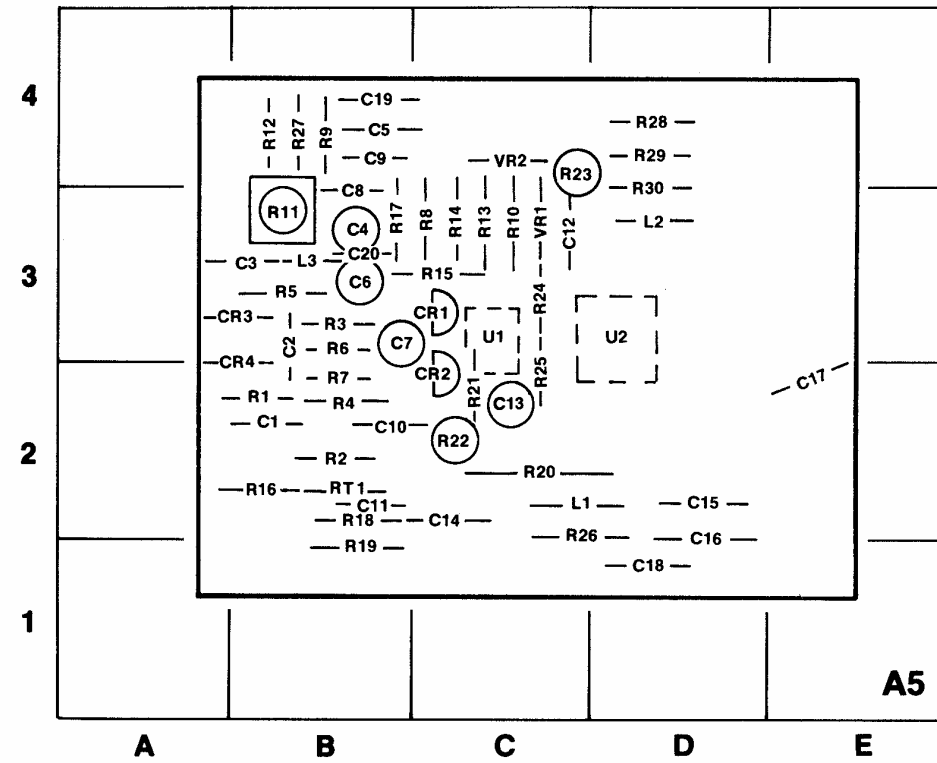 4
C19
R12
R27
R9
C5
R28
C9
VR2
R29
R23
R30
C8
R11
C4
R17
R8
R14
R13
R10
VR1
C12
L2
C3
L3
C20
3
R15
C6
R5
R24
CR3
CR1
R3
C2
C7
U1
U2
R6
CR4
CR2
R7
R25
C17
R1
R4
R21
C13
C1
C10
R22
2
R2
R20
R16
RT1
C11
L1
C15
R18
C14
R26
C16
R19
C18
1
A5
A
B
C
D
E